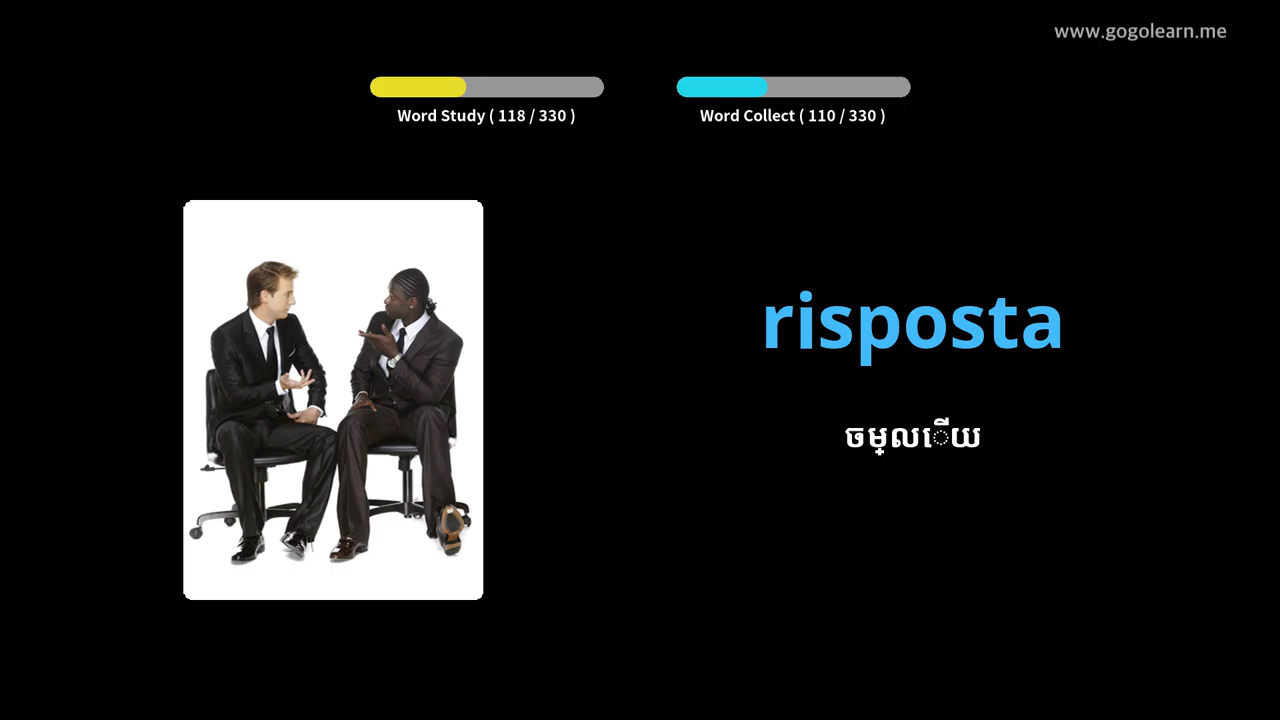 www.gogolearn.me
Word Study ( 118 / 330 )
Word Collect ( 110 / 330 )
risposta
ចម្លើយ